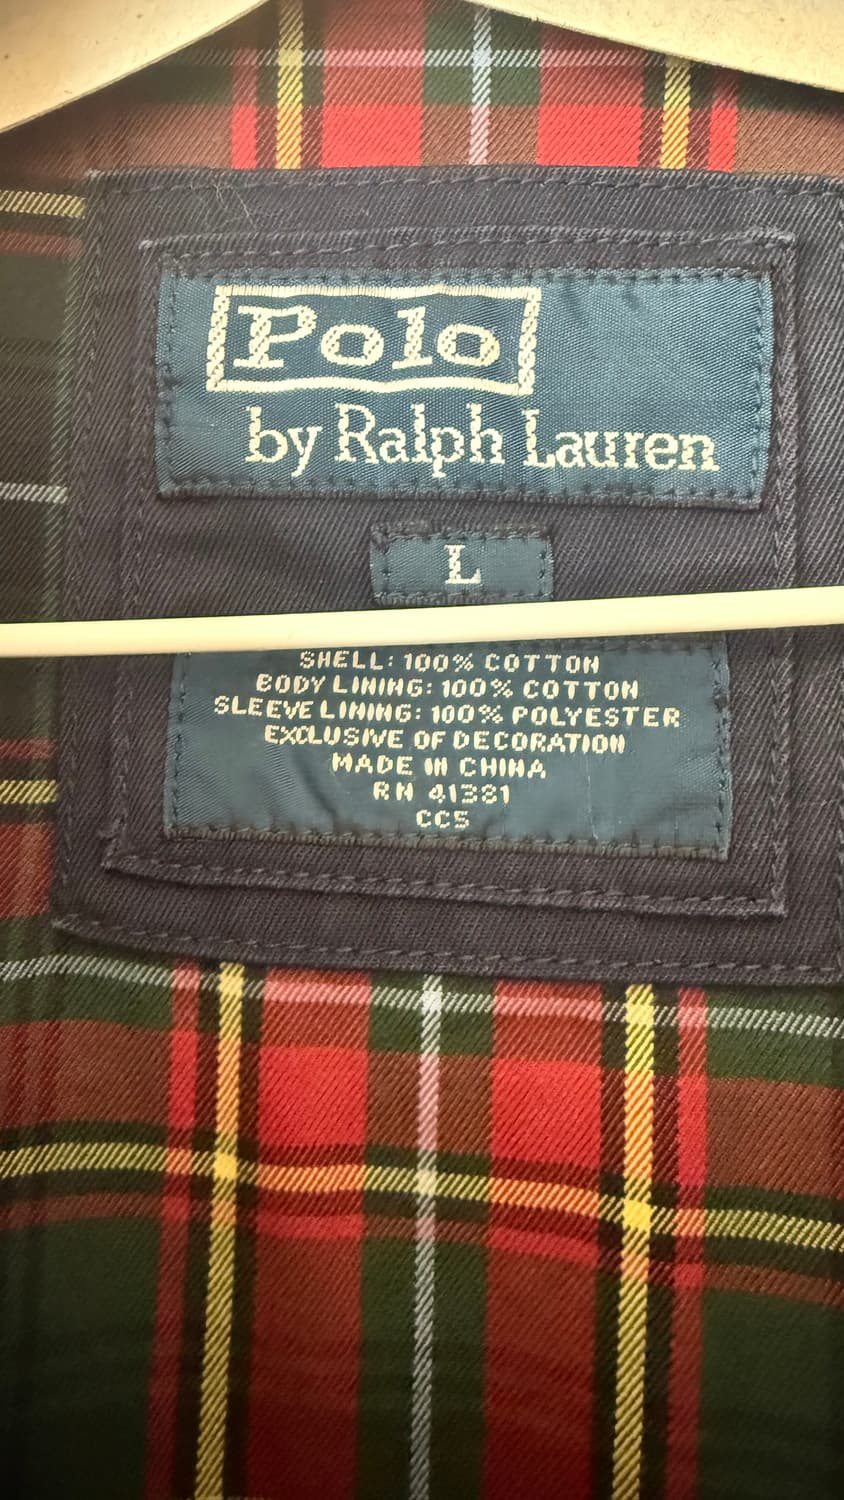 Polo
by Ralph Lauren
L
SHELL: 100% COTTON
BODY LINING: 100% COTTON
SLEEVE LINING: 100% POLYESTER
EXCLUSIVE OF DECORATION
MADE IN CHINA
RN 41381
CC5